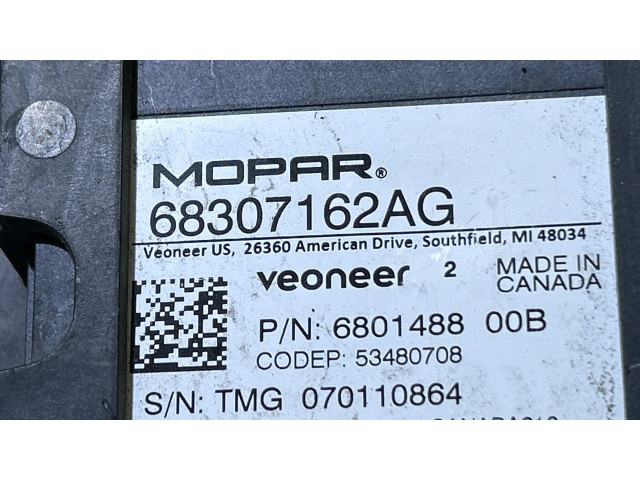 MOPAR®
68307162AG
Veoneer US, 26360 American Drive, Southfield, MI 48034
veoneer 2 MADE IN
CANADA
P/N: 6801488 00B
CODEP: 53480708
S/N: TMG 070110864